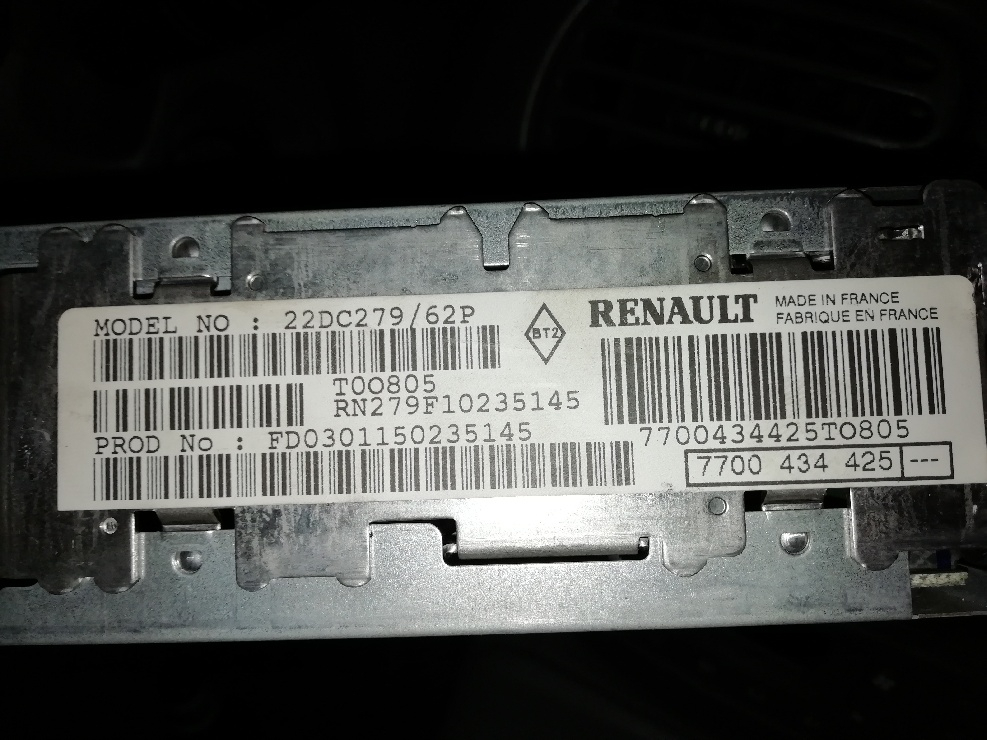 MODEL NO : 22DC279/62P
BT2
RENAULT
MADE IN FRANCE
FABRIQUE EN FRANCE
T00805
RN279F10235145
PROD No : FD0301150235145
7700434425T0805
7700 434 425 ---